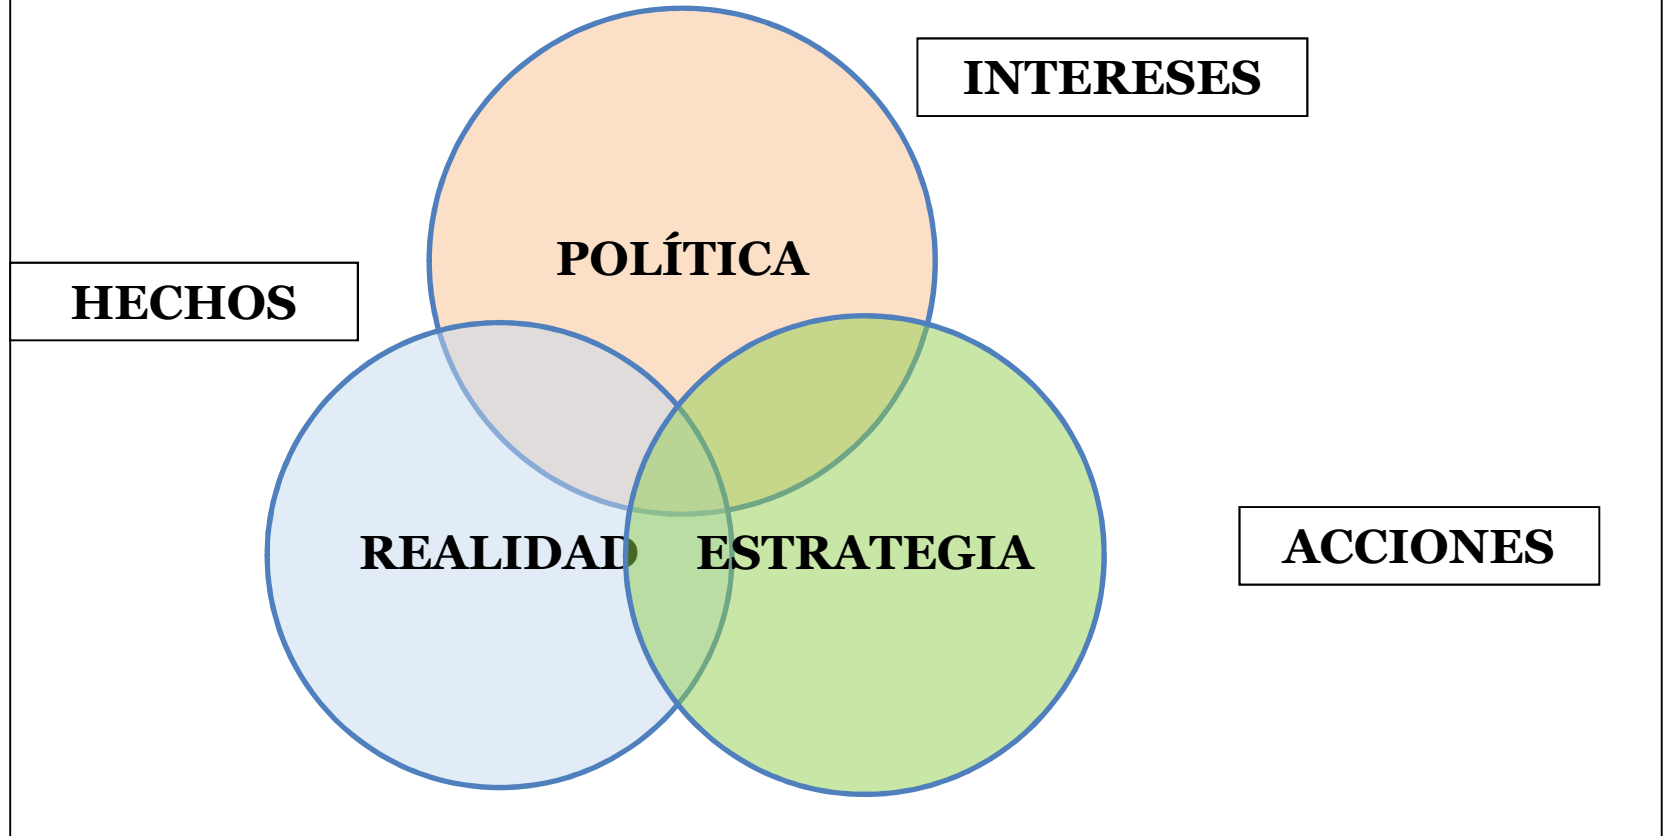 INTERESES
POLÍTICA
HECHOS
REALIDAD
ESTRATEGIA
ACCIONES